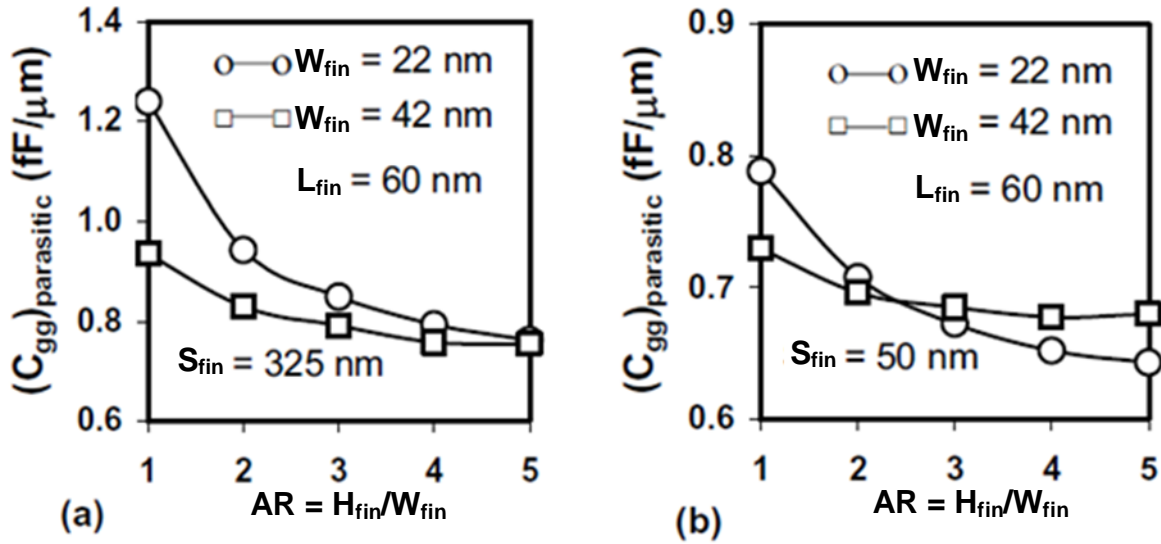 (Cgg)parasitic (fF/μm)
1.4
1.2
1.0
0.8
0.6
Wfin = 22 nm
Wfin = 42 nm
Lfin = 60 nm
Sfin = 325 nm
1 2 3 4 5
(a) AR = Hfin/Wfin
(Cgg)parasitic (fF/μm)
0.9
0.8
0.7
0.6
Wfin = 22 nm
Wfin = 42 nm
Lfin = 60 nm
Sfin = 50 nm
1 2 3 4 5
(b) AR = Hfin/Wfin